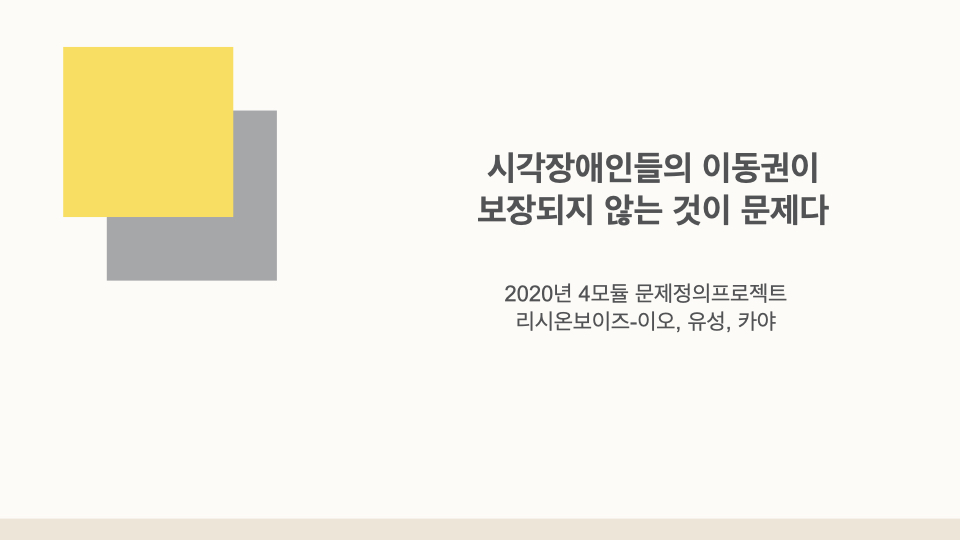 시각장애인들의 이동권이
보장되지 않는 것이 문제다
2020년 4모듈 문제정의프로젝트
리시온보이즈-이오, 유성, 카야